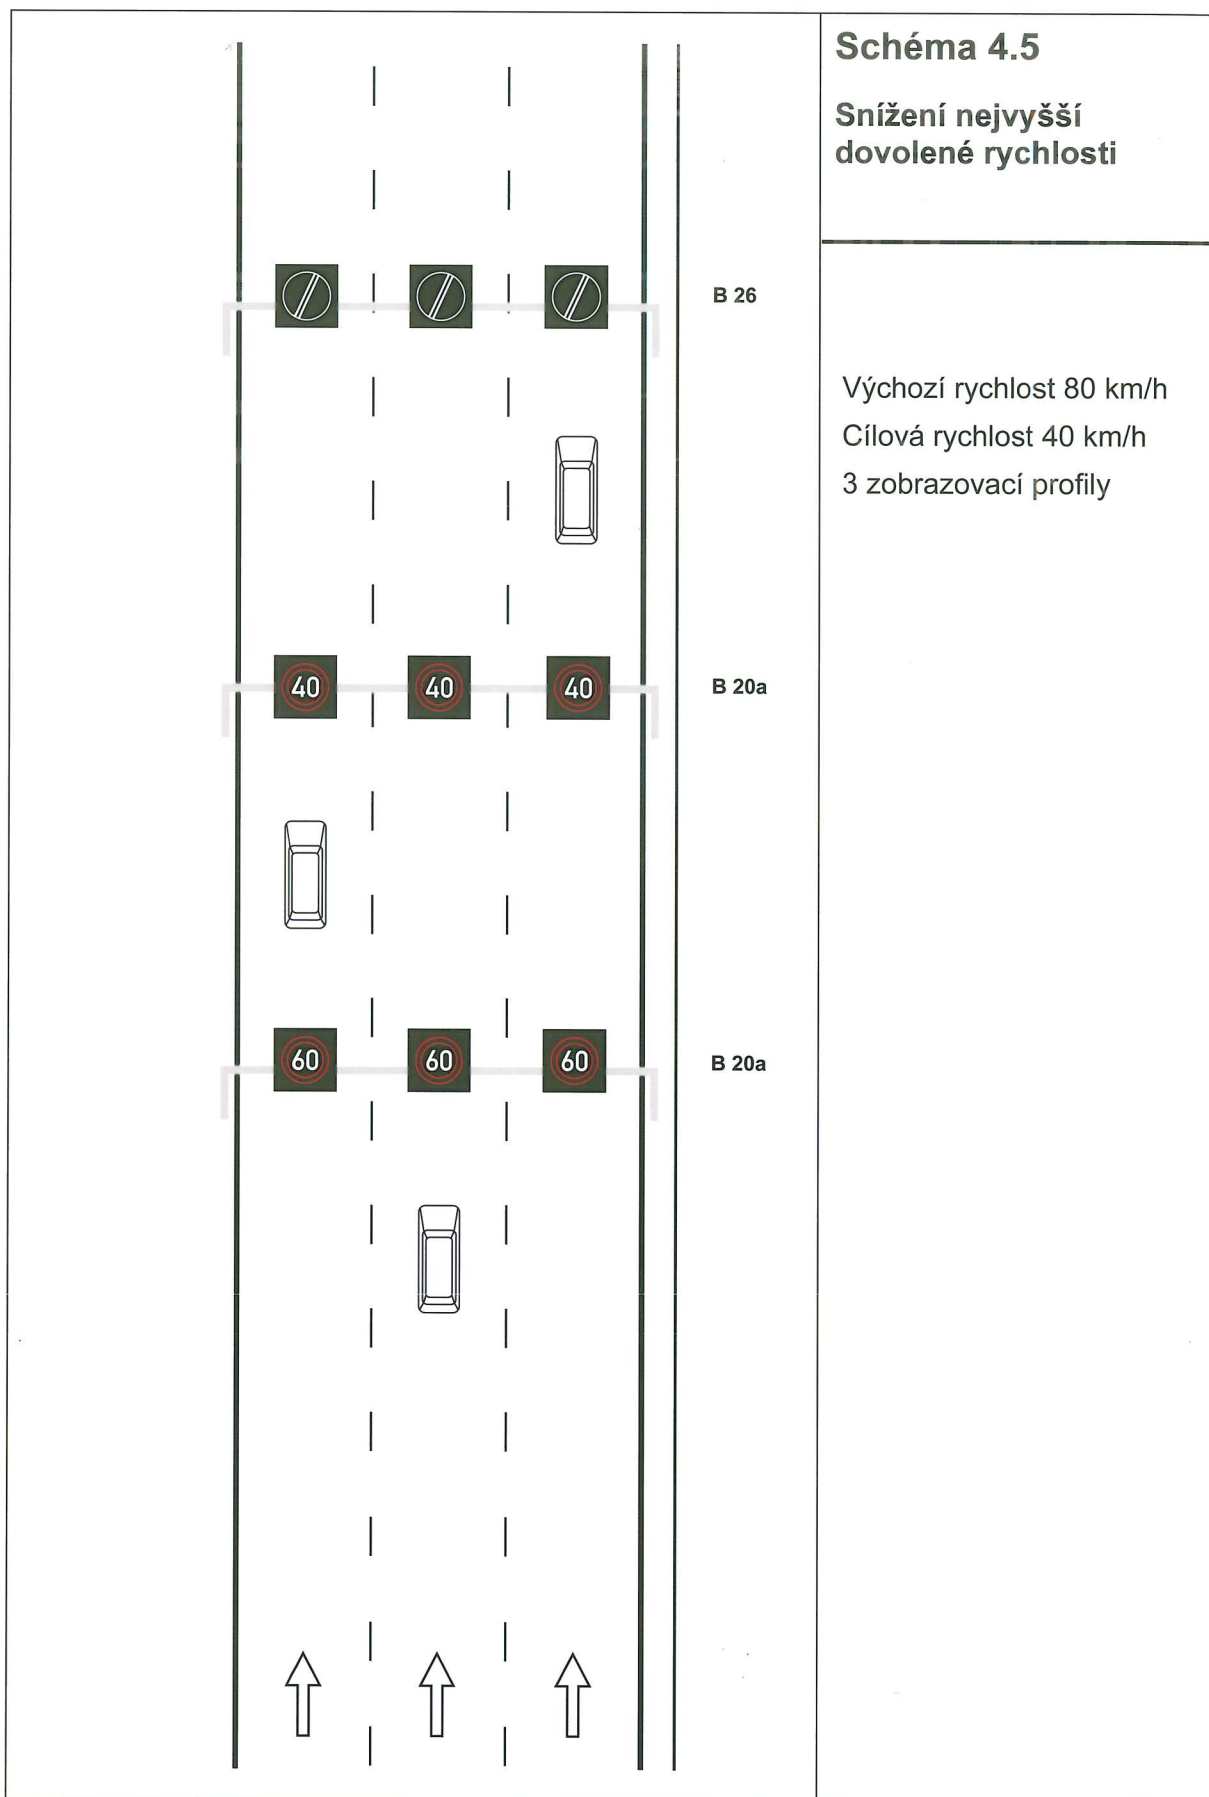 Schéma 4.5
Snížení nejvyšší
dovolené rychlosti
B 26
Výchozí rychlost 80 km/h
Cílová rychlost 40 km/h
3 zobrazovací profily
40 40 40
B 20a
60 60 60
B 20a